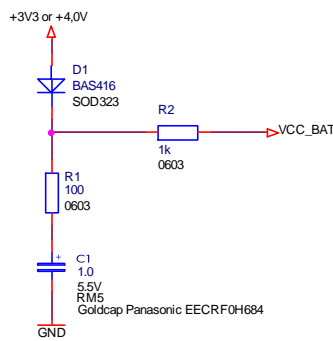 +3V3 or +4,0V
D1
BAS416
SOD323
R2
1k
0603
VCC_BAT
R1
100
0603
+
C1
1.0
5.5V
RM5
Goldcap Panasonic EECRF0H684
GND